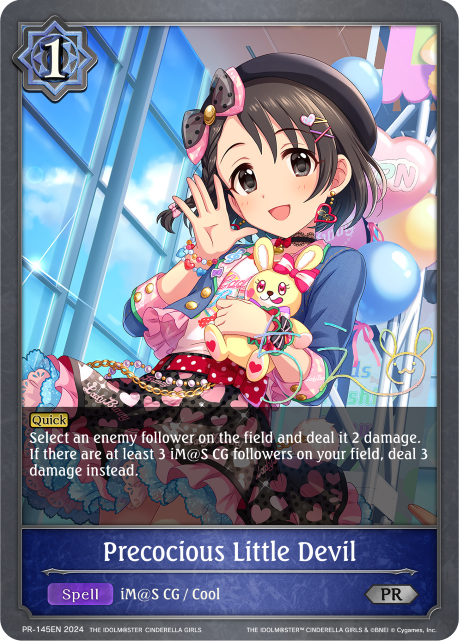 1
Quick
Select an enemy follower on the field and deal it 2 damage.
If there are at least 3 iM@S CG followers on your field, deal 3
damage instead.
Precocious Little Devil
Spell
iM@S CG / Cool
PR
PR-145EN 2024
THE IDOLM@STER CINDERELLA GIRLS
THE IDOLM@STER™ CINDERELLA GIRLS & ©BNEI © Cygames, Inc.